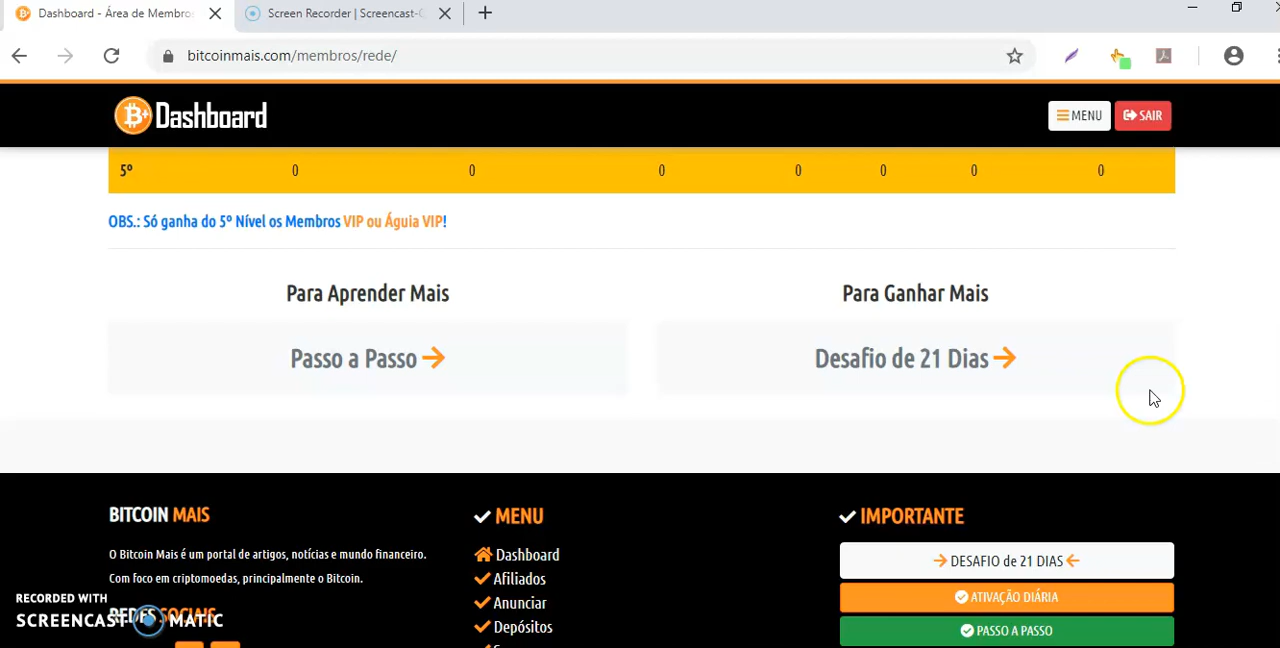 Dashboard - Área de Membros
Screen Recorder | Screencast-O
bitcoinmais.com/membros/rede/
Dashboard
MENU
SAIR
5º 0 0 0 0 0 0 0
OBS.: Só ganha do 5º Nível os Membros VIP ou Águia VIP!
Para Aprender Mais
Passo a Passo
Para Ganhar Mais
Desafio de 21 Dias
BITCOIN MAIS
O Bitcoin Mais é um portal de artigos, notícias e mundo financeiro.
Com foco em criptomoedas, principalmente o Bitcoin.
REDES SOCIAIS
MENU
Dashboard
Afiliados
Anunciar
Depósitos
IMPORTANTE
DESAFIO de 21 DIAS
ATIVAÇÃO DIÁRIA
PASSO A PASSO
RECORDED WITH
SCREENCAST MATIC